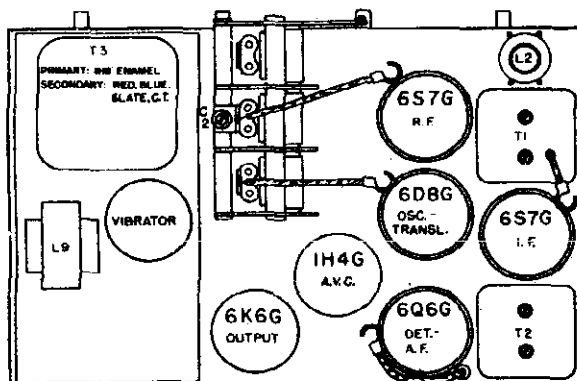 T3
PRIMARY: #18 ENAMEL
SECONDARY: RED, BLUE,
SLATE, C.T.
C
2
L2
6S7G
R.F.
T1
6D8G
OSC.-
TRANSL.
6S7G
I.F.
VIBRATOR
L9
1H4G
A.V.C.
6K6G
OUTPUT
6Q6G
DET.-
A.F.
T2